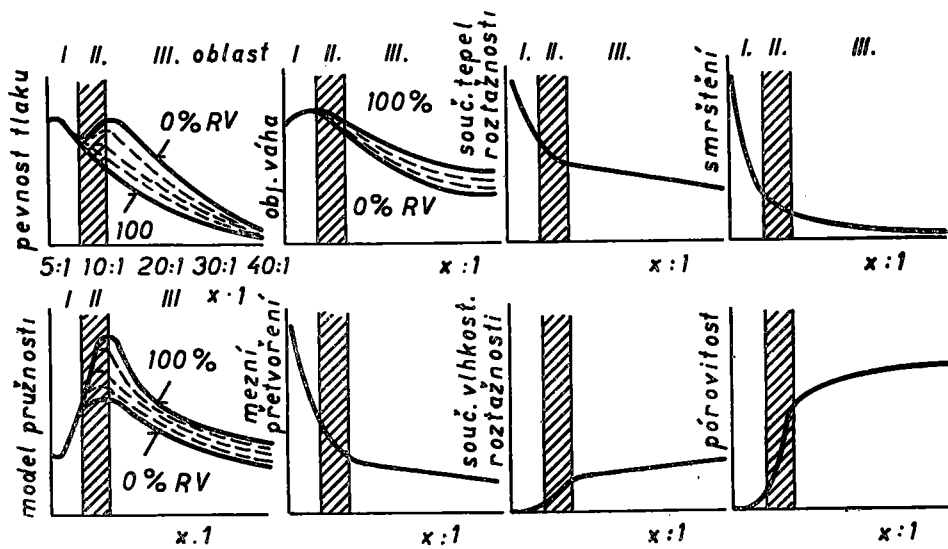 I II. III. oblast
pevnost tlaku
0% RV
100
5:1 10:1 20:1 30:1 40:1
x·1
I II. III.
obj. váha
100%
0% RV
x:1
I. II. III.
souč. tepel
roztažnosti
x:1
I. II. III.
smrštění
x:1
I II III
model pružnosti
100%
0% RV
x.1
mezní
přetvoření
x:1
souč. vlhkost.
roztažnosti
x:1
pórovitost
x:1